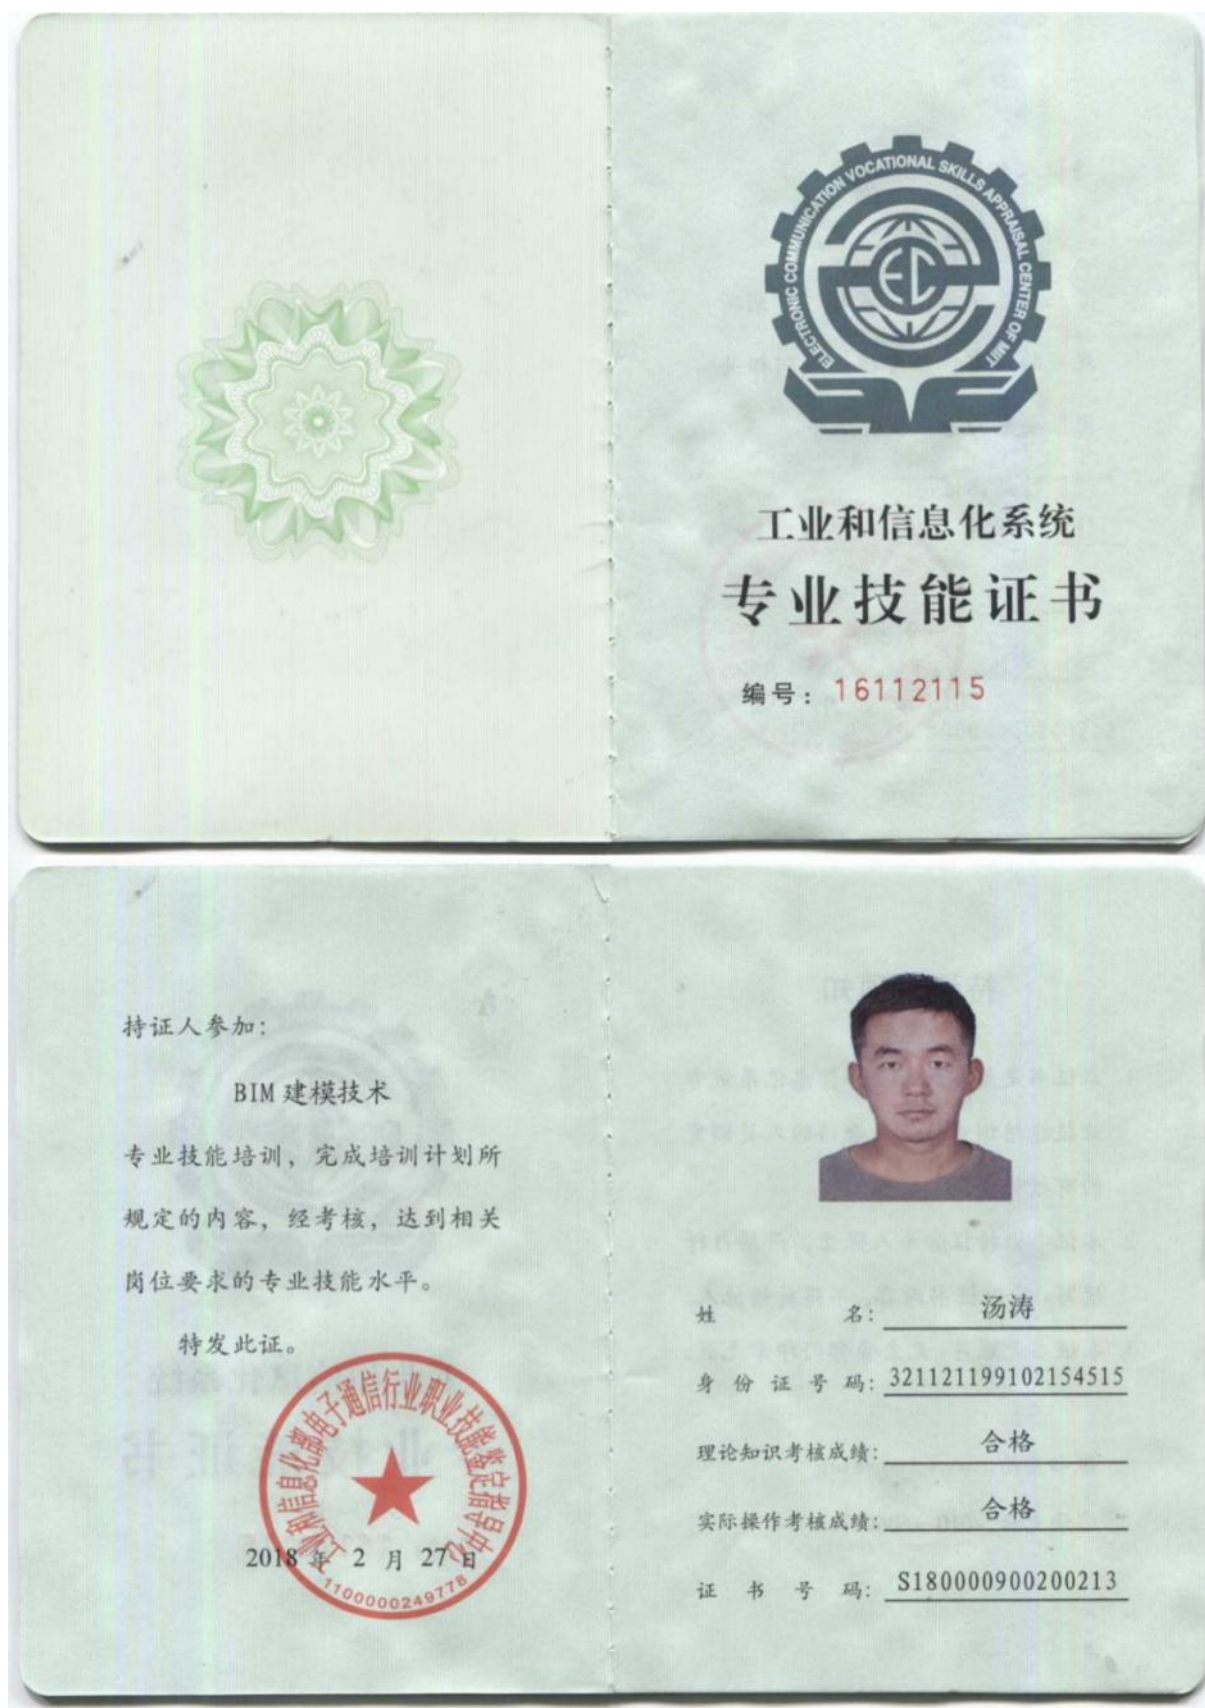 ELECTRONIC COMMUNICATION VOCATIONAL SKILLS APPRAISAL CENTER OF MIIT
EC
工业和信息化系统
专业技能证书
编号：16112115
持证人参加：
BIM 建模技术
专业技能培训，完成培训计划所
规定的内容，经考核，达到相关
岗位要求的专业技能水平。
特发此证。
工业和信息化部电子通信行业职业技能鉴定指导中心
2018 年 2 月 27 日
1100000249778
姓名：汤涛
身份证号码：321121199102154515
理论知识考核成绩：合格
实际操作考核成绩：合格
证书号码：S180000900200213